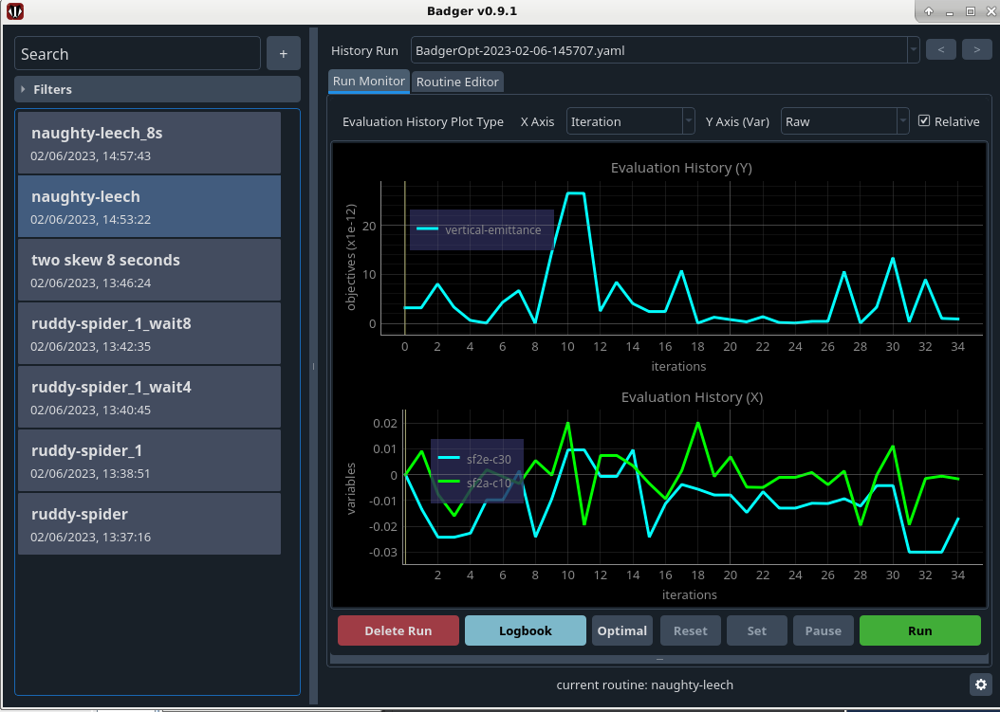 Badger v0.9.1
Search
+
Filters
naughty-leech_8s
02/06/2023, 14:57:43
naughty-leech
02/06/2023, 14:53:22
two skew 8 seconds
02/06/2023, 13:46:24
ruddy-spider_1_wait8
02/06/2023, 13:42:35
ruddy-spider_1_wait4
02/06/2023, 13:40:45
ruddy-spider_1
02/06/2023, 13:38:51
ruddy-spider
02/06/2023, 13:37:16
History Run BadgerOpt-2023-02-06-145707.yaml < >
Run Monitor Routine Editor
Evaluation History Plot Type X Axis Iteration Y Axis (Var) Raw Relative
Evaluation History (Y)
objectives (x1e-12)
20
10
0
vertical-emittance
0 2 4 6 8 10 12 14 16 18 20 22 24 26 28 30 32 34
iterations
Evaluation History (X)
variables
0.02
0.01
0
-0.01
-0.02
-0.03
sf2e-c30
sf2a-c10
2 4 6 8 10 12 14 16 18 20 22 24 26 28 30 32 34
iterations
Delete Run Logbook Optimal Reset Set Pause Run
current routine: naughty-leech